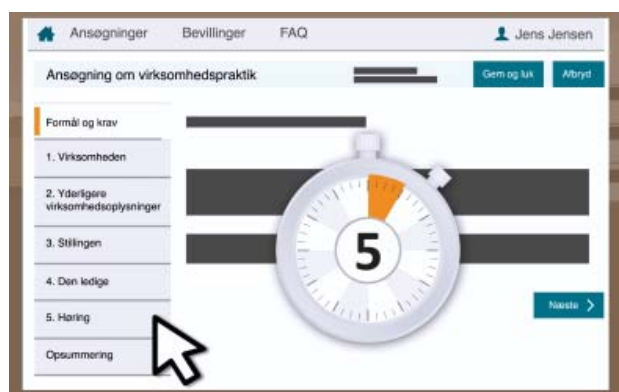 Ansøgninger Bevillinger FAQ Jens Jensen
Ansøgning om virksomhedspraktik Gem og luk Afbryd
Formål og krav
1. Virksomheden
2. Yderligere
virksomhedsoplysninger
3. Stillingen
4. Den ledige
5. Høring
Opsummering
5
Næste